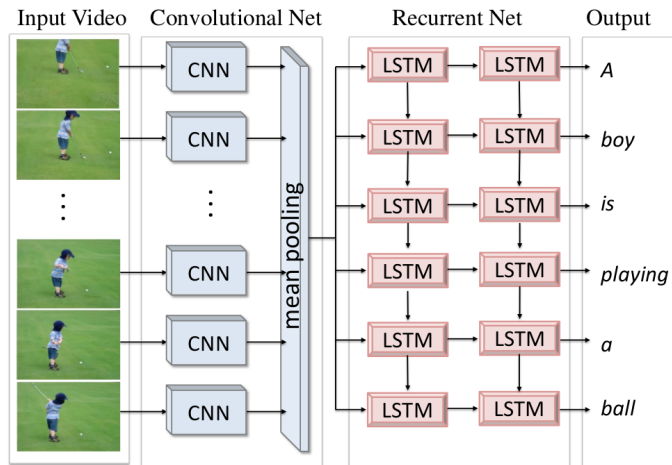 Input Video Convolutional Net Recurrent Net Output
CNN LSTM LSTM A
CNN LSTM LSTM boy
LSTM LSTM is
mean pooling
CNN LSTM LSTM playing
CNN LSTM LSTM a
CNN LSTM LSTM ball